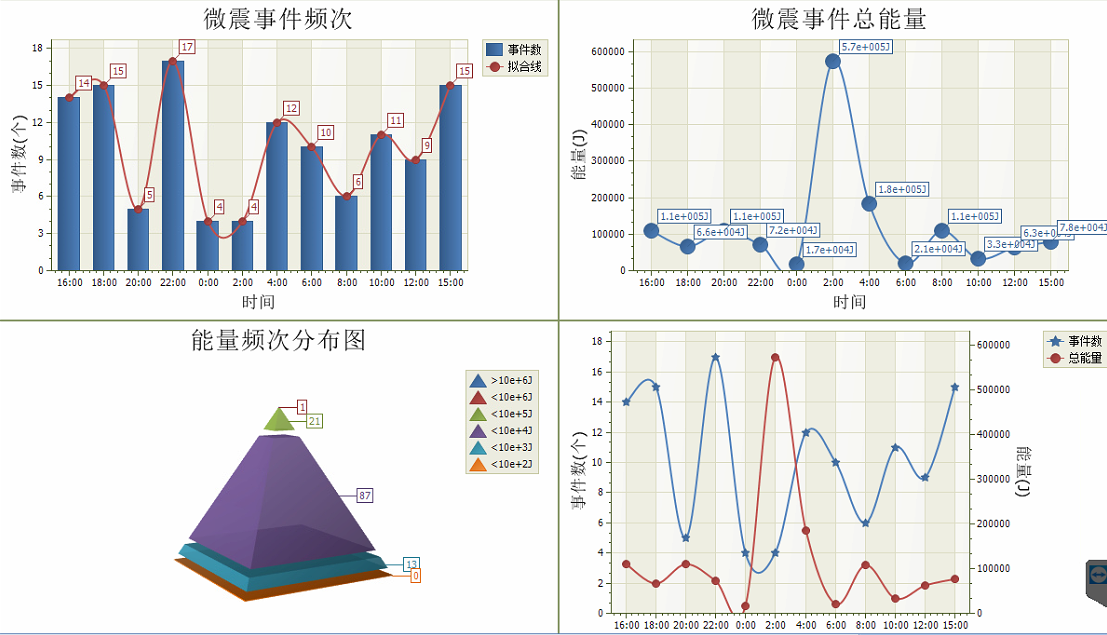 微震事件频次
18
15
12
9
6
3
0
14
15
5
17
4
4
12
10
6
11
9
15
事件数(个)
16:00 18:00 20:00 22:00 0:00 2:00 4:00 6:00 8:00 10:00 12:00 15:00
时间
事件数
拟合线
微震事件总能量
600000
500000
400000
300000
200000
100000
0
能量(J)
1.1e+005J
6.6e+004J
1.1e+005J
7.2e+004J
1.7e+004J
5.7e+005J
1.8e+005J
2.1e+004J
1.1e+005J
3.3e+004J
6.3e+004J
7.8e+004J
16:00 18:00 20:00 22:00 0:00 2:00 4:00 6:00 8:00 10:00 12:00 15:00
时间
能量频次分布图
1
21
87
13
0
>10e+6J
<10e+6J
<10e+5J
<10e+4J
<10e+3J
<10e+2J
18
16
14
12
10
8
6
4
2
0
事件数(个)
600000
500000
400000
300000
200000
100000
0
能量(J)
16:00 18:00 20:00 22:00 0:00 2:00 4:00 6:00 8:00 10:00 12:00 15:00
事件数
总能量